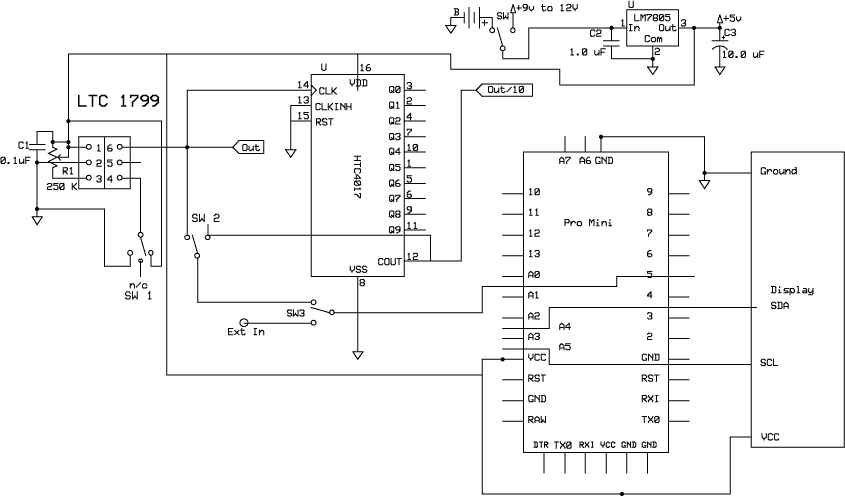 B
SW
+9v to 12V
U
+5v
1
LM7805
3
In
Out
Com
2
C2
1.0 uF
C3
10.0 uF
+
+
LTC 1799
C1
0.1uF
R1
250 K
1
6
2
5
3
4
n/c
SW 1
Out
SW 2
SW3
Ext In
U
16
VDD
14
CLK
13
CLKINH
15
RST
HTC4017
Q0
3
Q1
2
Q2
4
Q3
7
Q4
10
Q5
1
Q6
5
Q7
6
Q8
9
Q9
11
COUT
12
VSS
8
Out/10
A7
A6
GND
Pro Mini
10
9
11
8
12
7
13
6
A0
5
A1
4
A2
3
A4
A3
2
A5
VCC
GND
RST
RST
GND
RXI
RAW
TX0
DTR
TX0
RXI
VCC
GND
GND
Ground
Display
SDA
SCL
VCC